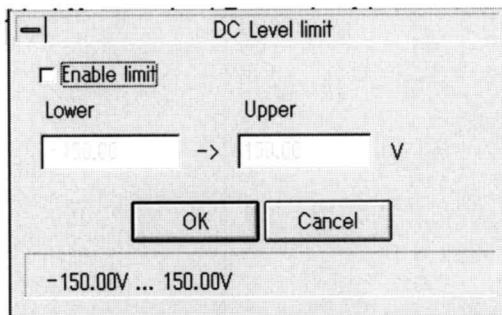 DC Level limit
Enable limit
Lower Upper
-150.00 -> 150.00 V
OK Cancel
-150.00V ... 150.00V